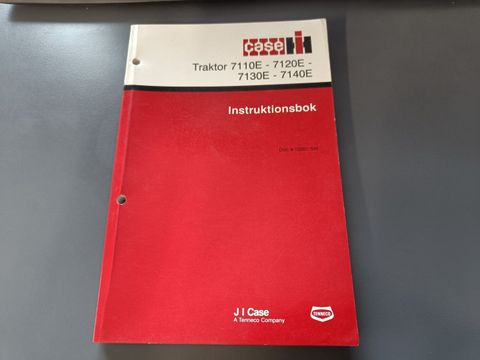 CASE IH
Traktor 7110E - 7120E -
7130E - 7140E
Instruktionsbok
J I Case
A Tenneco Company
TENNECO